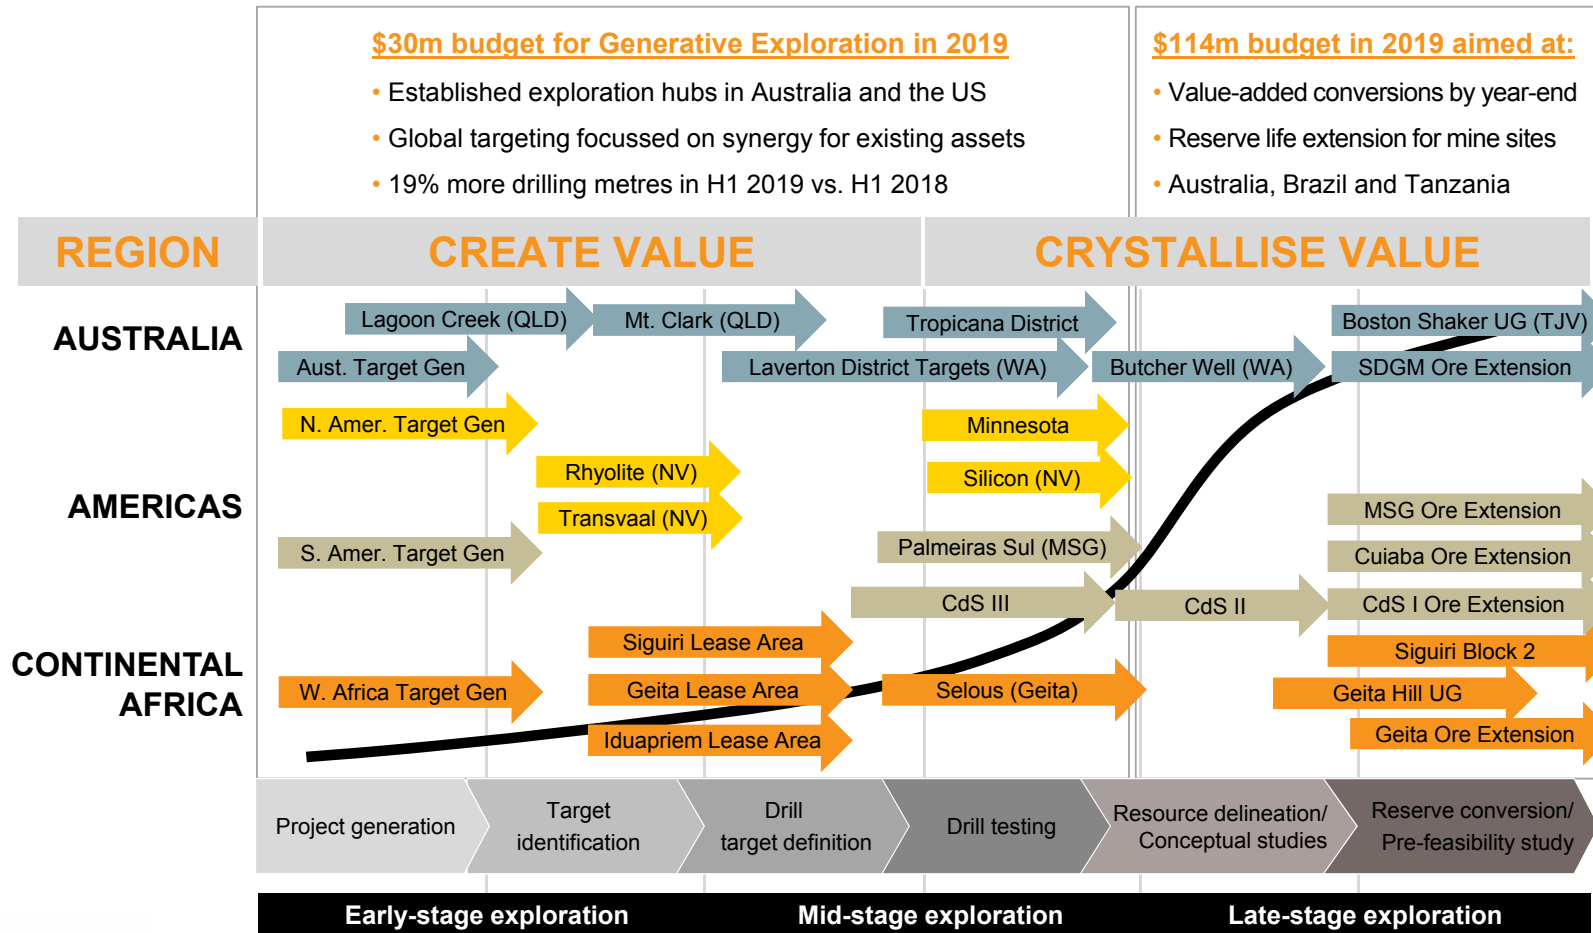 $30m budget for Generative Exploration in 2019
• Established exploration hubs in Australia and the US
• Global targeting focussed on synergy for existing assets
• 19% more drilling metres in H1 2019 vs. H1 2018
$114m budget in 2019 aimed at:
• Value-added conversions by year-end
• Reserve life extension for mine sites
• Australia, Brazil and Tanzania
REGION
CREATE VALUE
CRYSTALLISE VALUE
AUSTRALIA
Lagoon Creek (QLD)
Mt. Clark (QLD)
Tropicana District
Boston Shaker UG (TJV)
Aust. Target Gen
Laverton District Targets (WA)
Butcher Well (WA)
SDGM Ore Extension
AMERICAS
N. Amer. Target Gen
Minnesota
Rhyolite (NV)
Silicon (NV)
Transvaal (NV)
MSG Ore Extension
S. Amer. Target Gen
Palmeiras Sul (MSG)
Cuiaba Ore Extension
CdS III
CdS II
CdS I Ore Extension
CONTINENTAL
AFRICA
Siguiri Lease Area
Siguiri Block 2
W. Africa Target Gen
Geita Lease Area
Selous (Geita)
Geita Hill UG
Iduapriem Lease Area
Geita Ore Extension
Project generation
Target
identification
Drill
target definition
Drill testing
Resource delineation/
Conceptual studies
Reserve conversion/
Pre-feasibility study
Early-stage exploration
Mid-stage exploration
Late-stage exploration